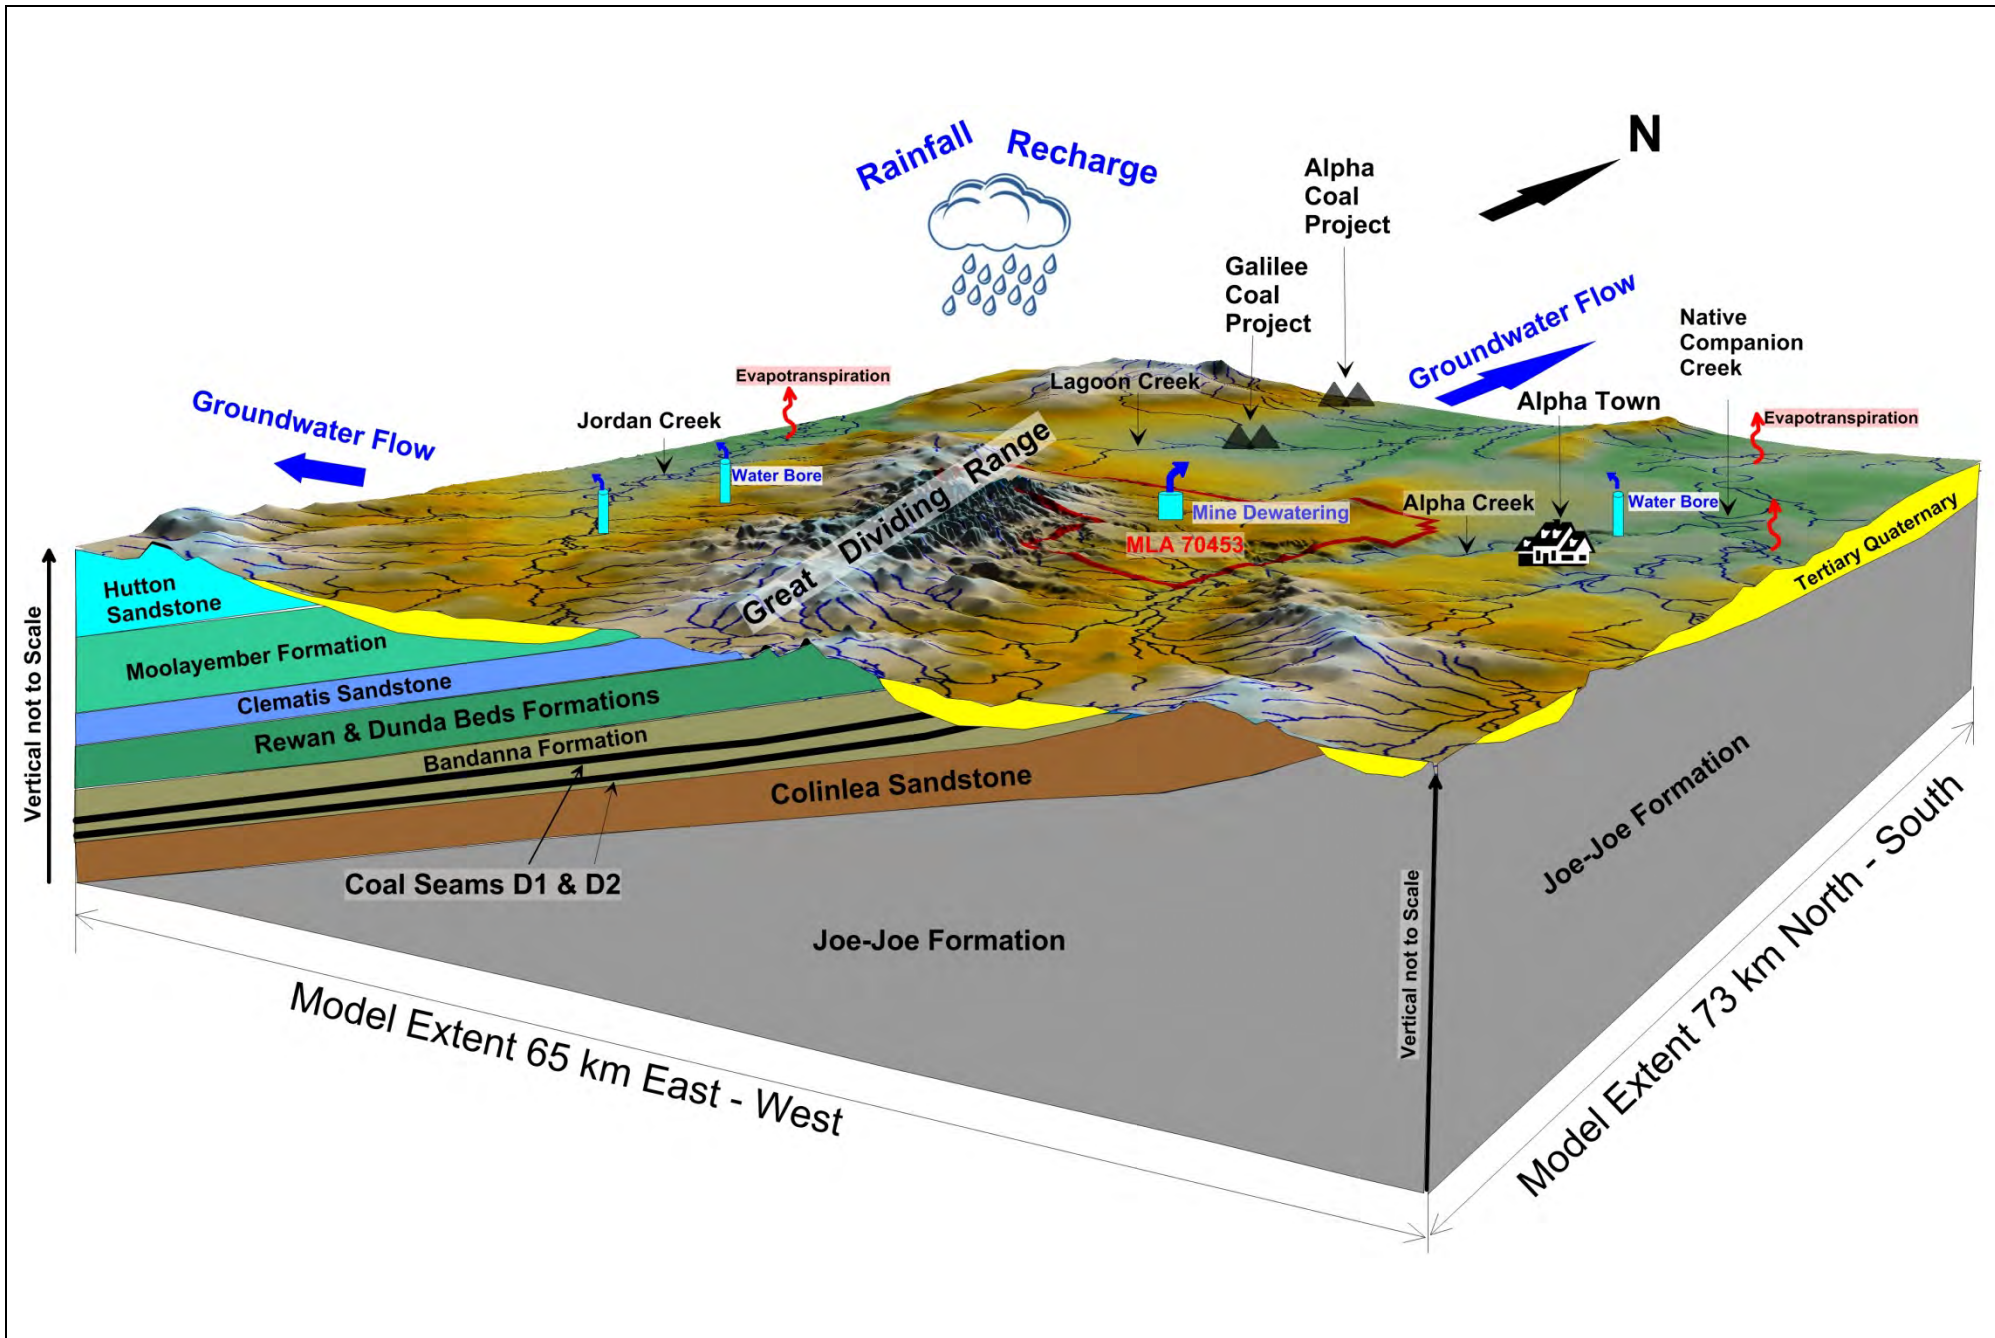 N
Rainfall Recharge
Alpha
Coal
Project
Galilee
Coal
Project
Groundwater Flow
Native
Companion
Creek
Evapotranspiration
Lagoon Creek
Groundwater Flow
Jordan Creek
Alpha Town
Evapotranspiration
Water Bore
Great Dividing Range
Mine Dewatering
Alpha Creek
Water Bore
MLA 70453
Tertiary Quaternary
Hutton
Sandstone
Moolayember Formation
Clematis Sandstone
Rewan & Dunda Beds Formations
Bandanna Formation
Colinlea Sandstone
Vertical not to Scale
Coal Seams D1 & D2
Joe-Joe Formation
Joe-Joe Formation
Vertical not to Scale
Model Extent 65 km East - West
Model Extent 73 km North - South